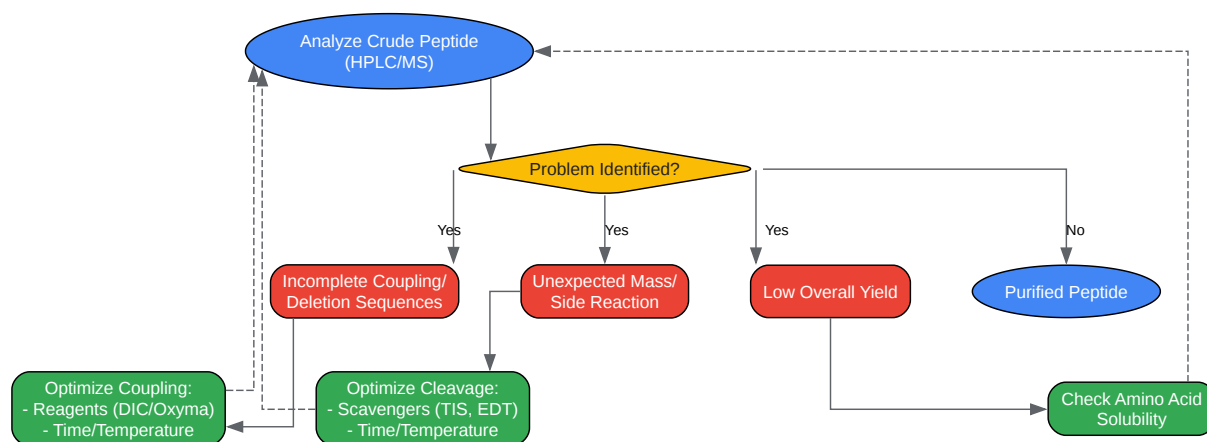 Analyze Crude Peptide
(HPLC/MS)
Problem Identified?
Yes
Yes
Yes
No
Incomplete Coupling/
Deletion Sequences
Unexpected Mass/
Side Reaction
Low Overall Yield
Purified Peptide
Optimize Coupling:
- Reagents (DIC/Oxyma)
- Time/Temperature
Optimize Cleavage:
- Scavengers (TIS, EDT)
- Time/Temperature
Check Amino Acid
Solubility